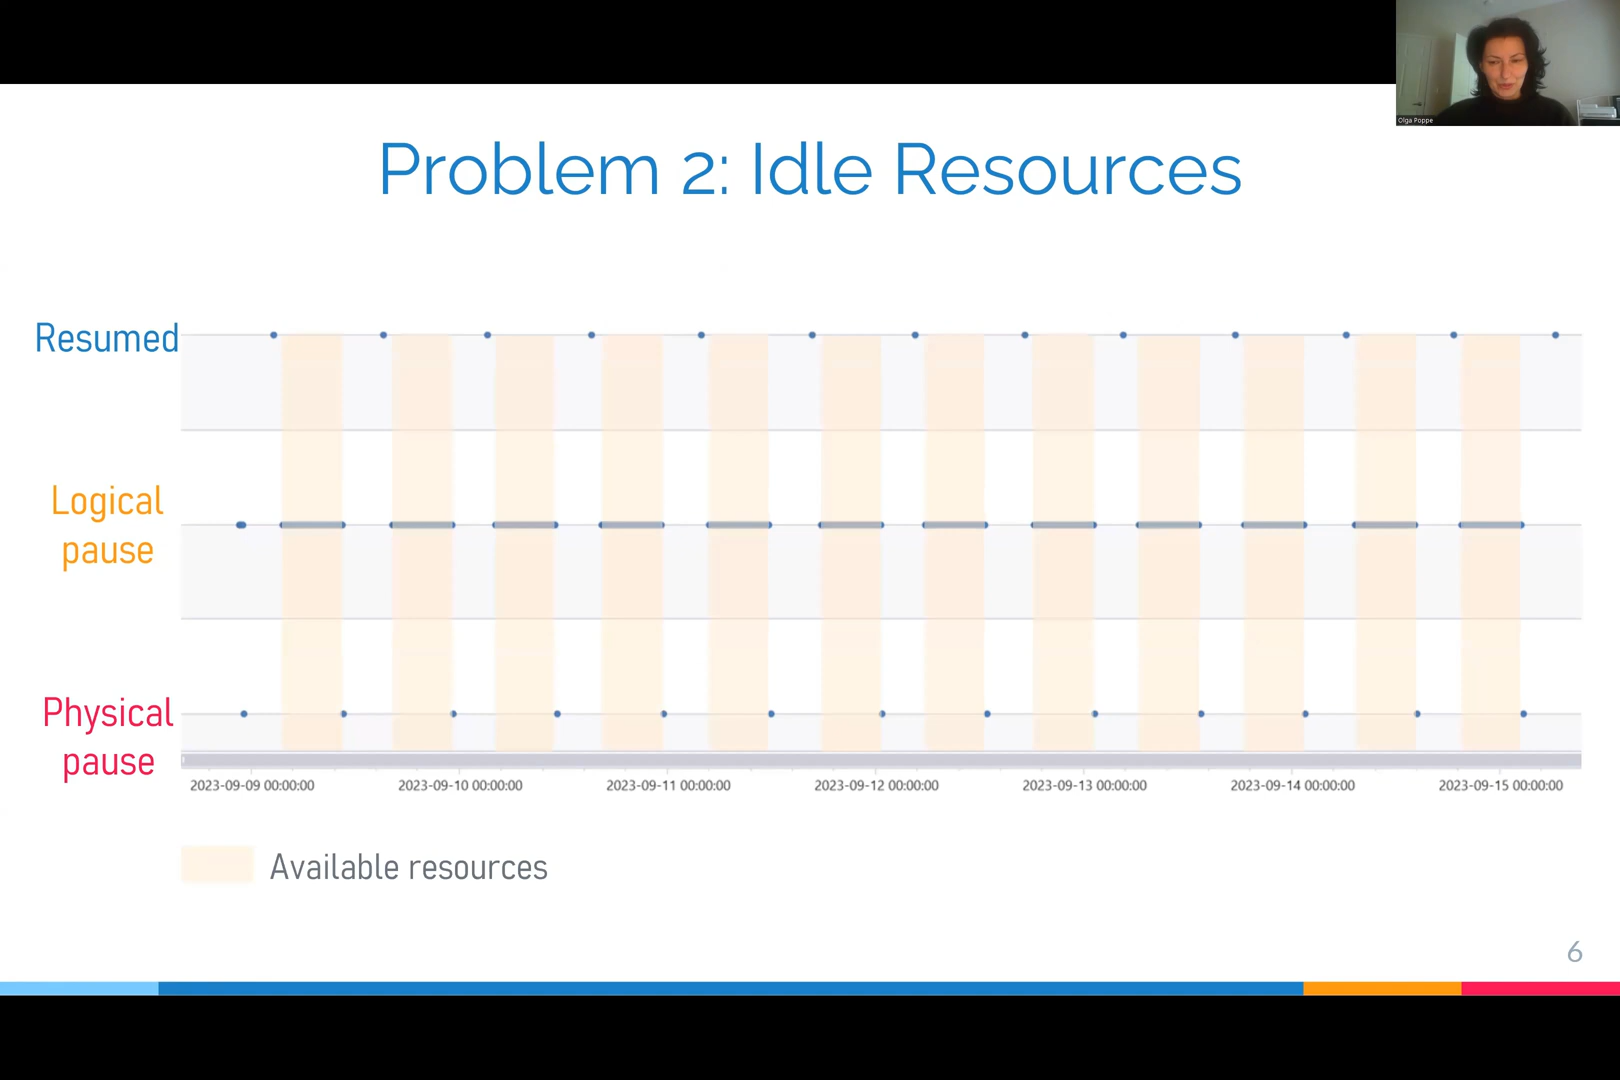 Olga Poppe
Problem 2: Idle Resources
Resumed
Logical
pause
Physical
pause
2023-09-09 00:00:00 2023-09-10 00:00:00 2023-09-11 00:00:00 2023-09-12 00:00:00 2023-09-13 00:00:00 2023-09-14 00:00:00 2023-09-15 00:00:00
Available resources
6